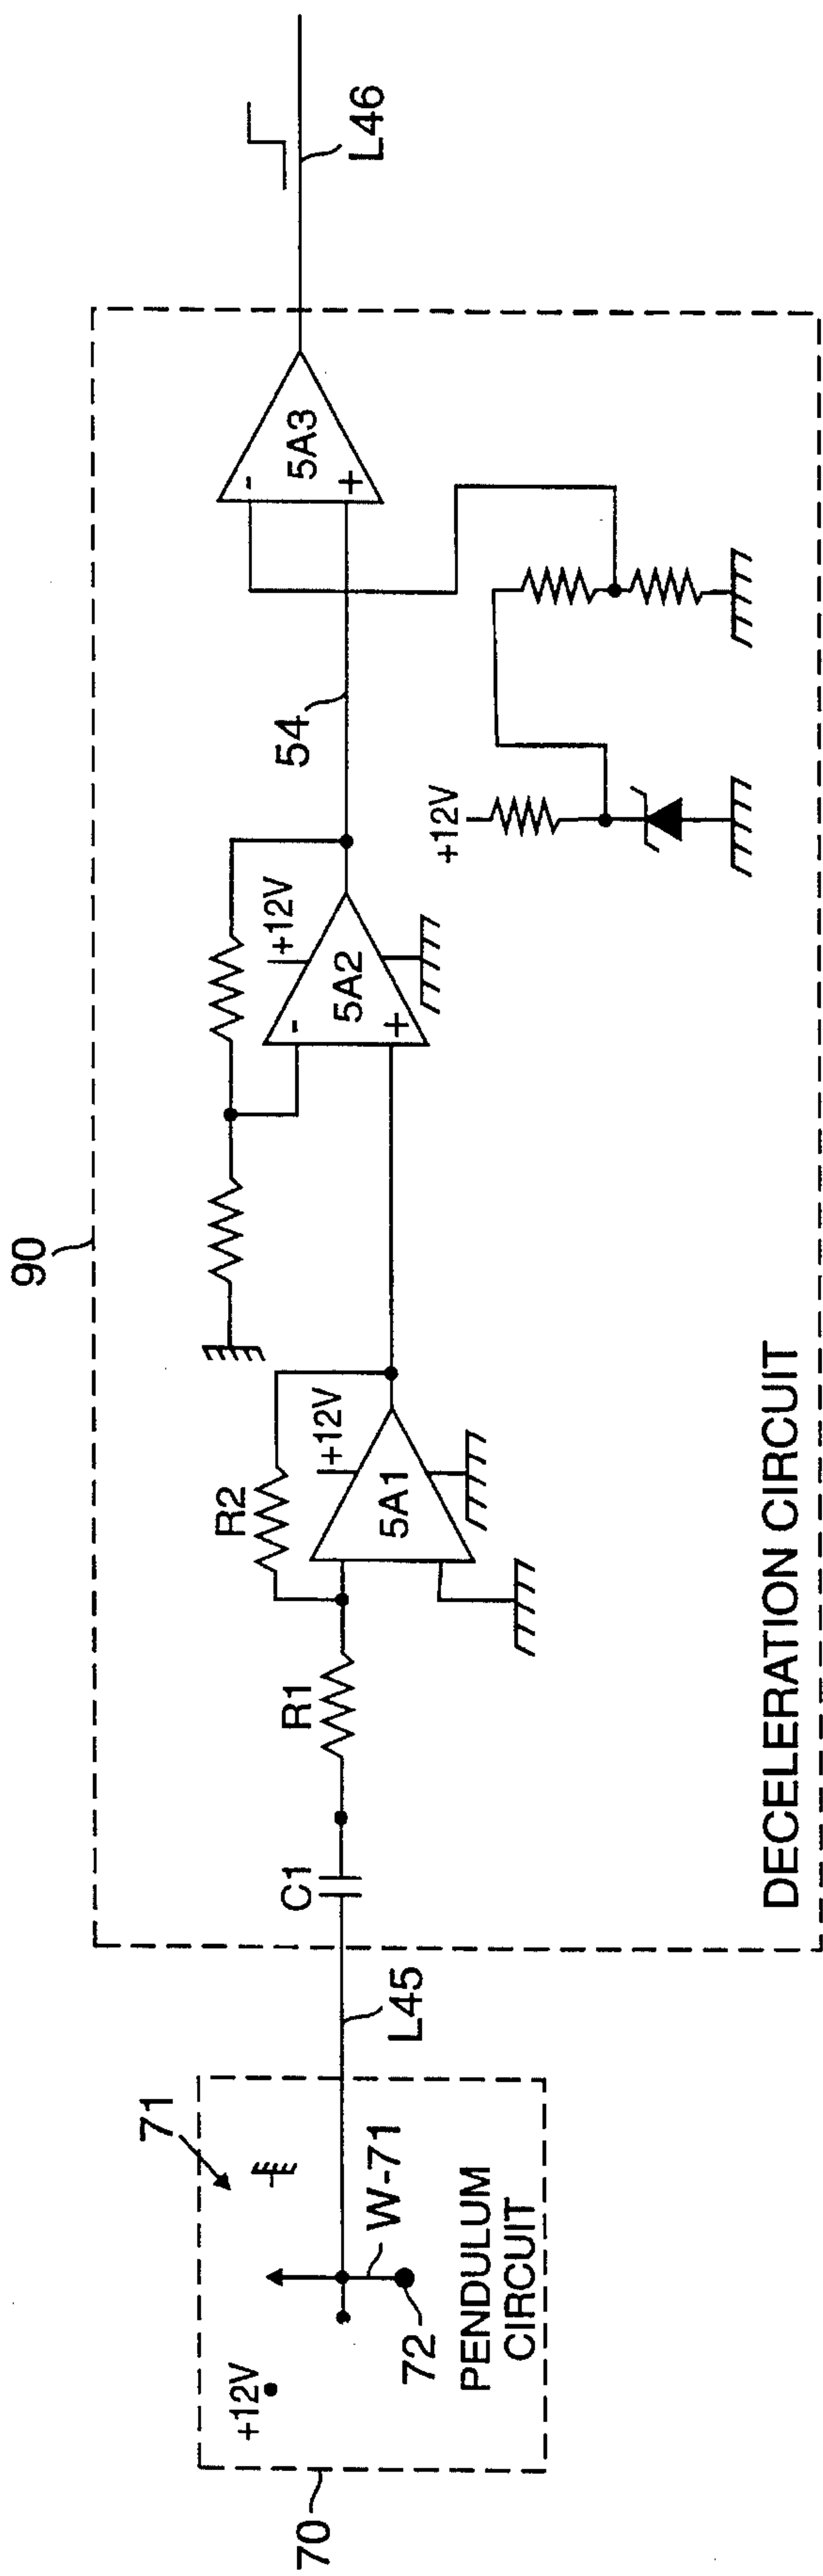 90
70
71
+12V
W-71
72
PENDULUM
CIRCUIT
L45
C1
R1
R2
+12V
5A1
+12V
-
5A2
+
54
+12V
-
5A3
+
L46
DECELERATION CIRCUIT